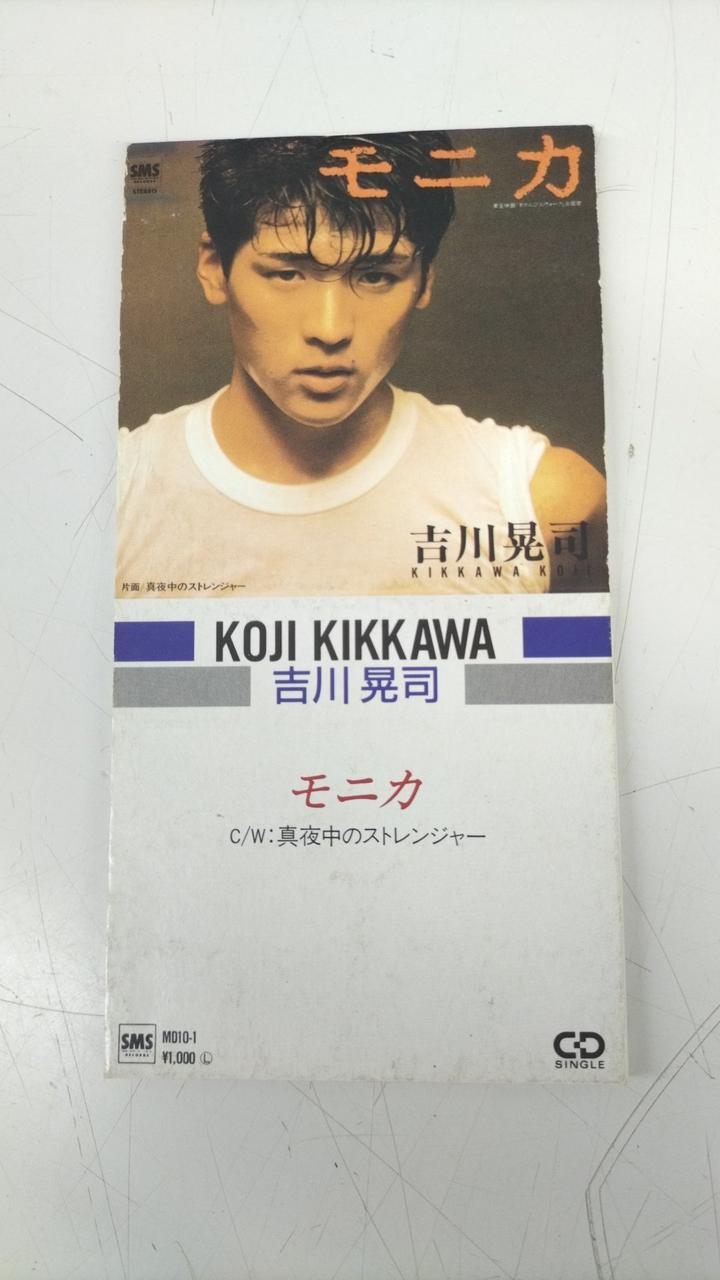 SMS
RECORDS
STEREO
モニカ
吉川晃司
KIKKAWA KOJI
片面/真夜中のストレンジャー
KOJI KIKKAWA
吉川晃司
モニカ
C/W:真夜中のストレンジャー
SMS
RECORDS
MD10-1
¥1,000 Ⓛ
CD
SINGLE